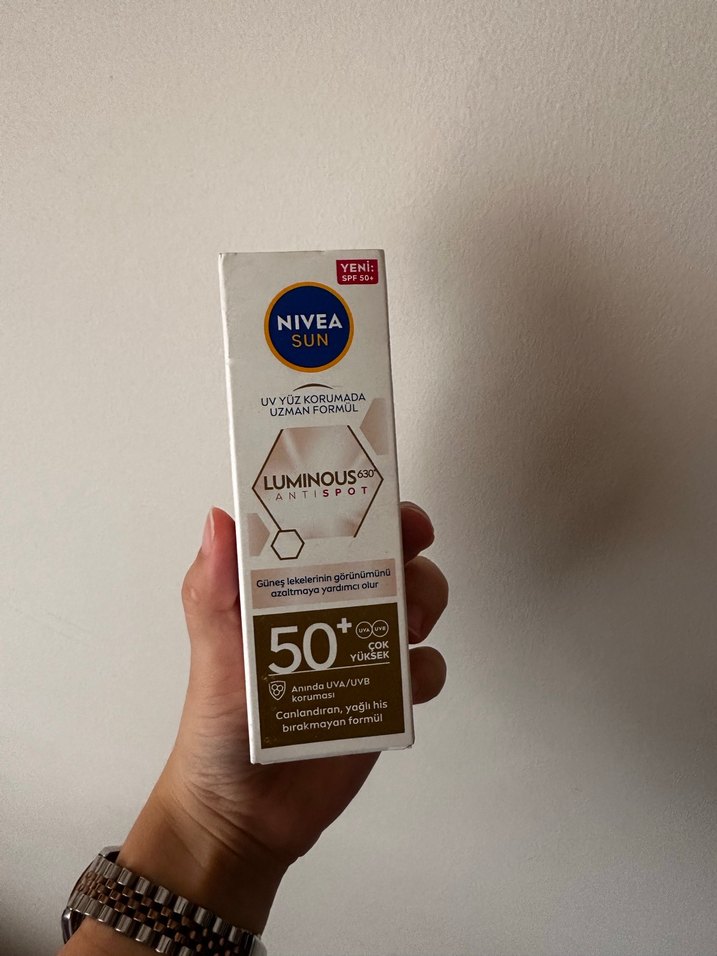 YENİ:
SPF 50+
NIVEA
SUN
UV YÜZ KORUMADA
UZMAN FORMÜL
LUMINOUS630®
ANTISPOT
Güneş lekelerinin görünümünü
azaltmaya yardımcı olur
50+
UVA UVB
ÇOK
YÜKSEK
Anında UVA/UVB
koruması
Canlandıran, yağlı his
bırakmayan formül